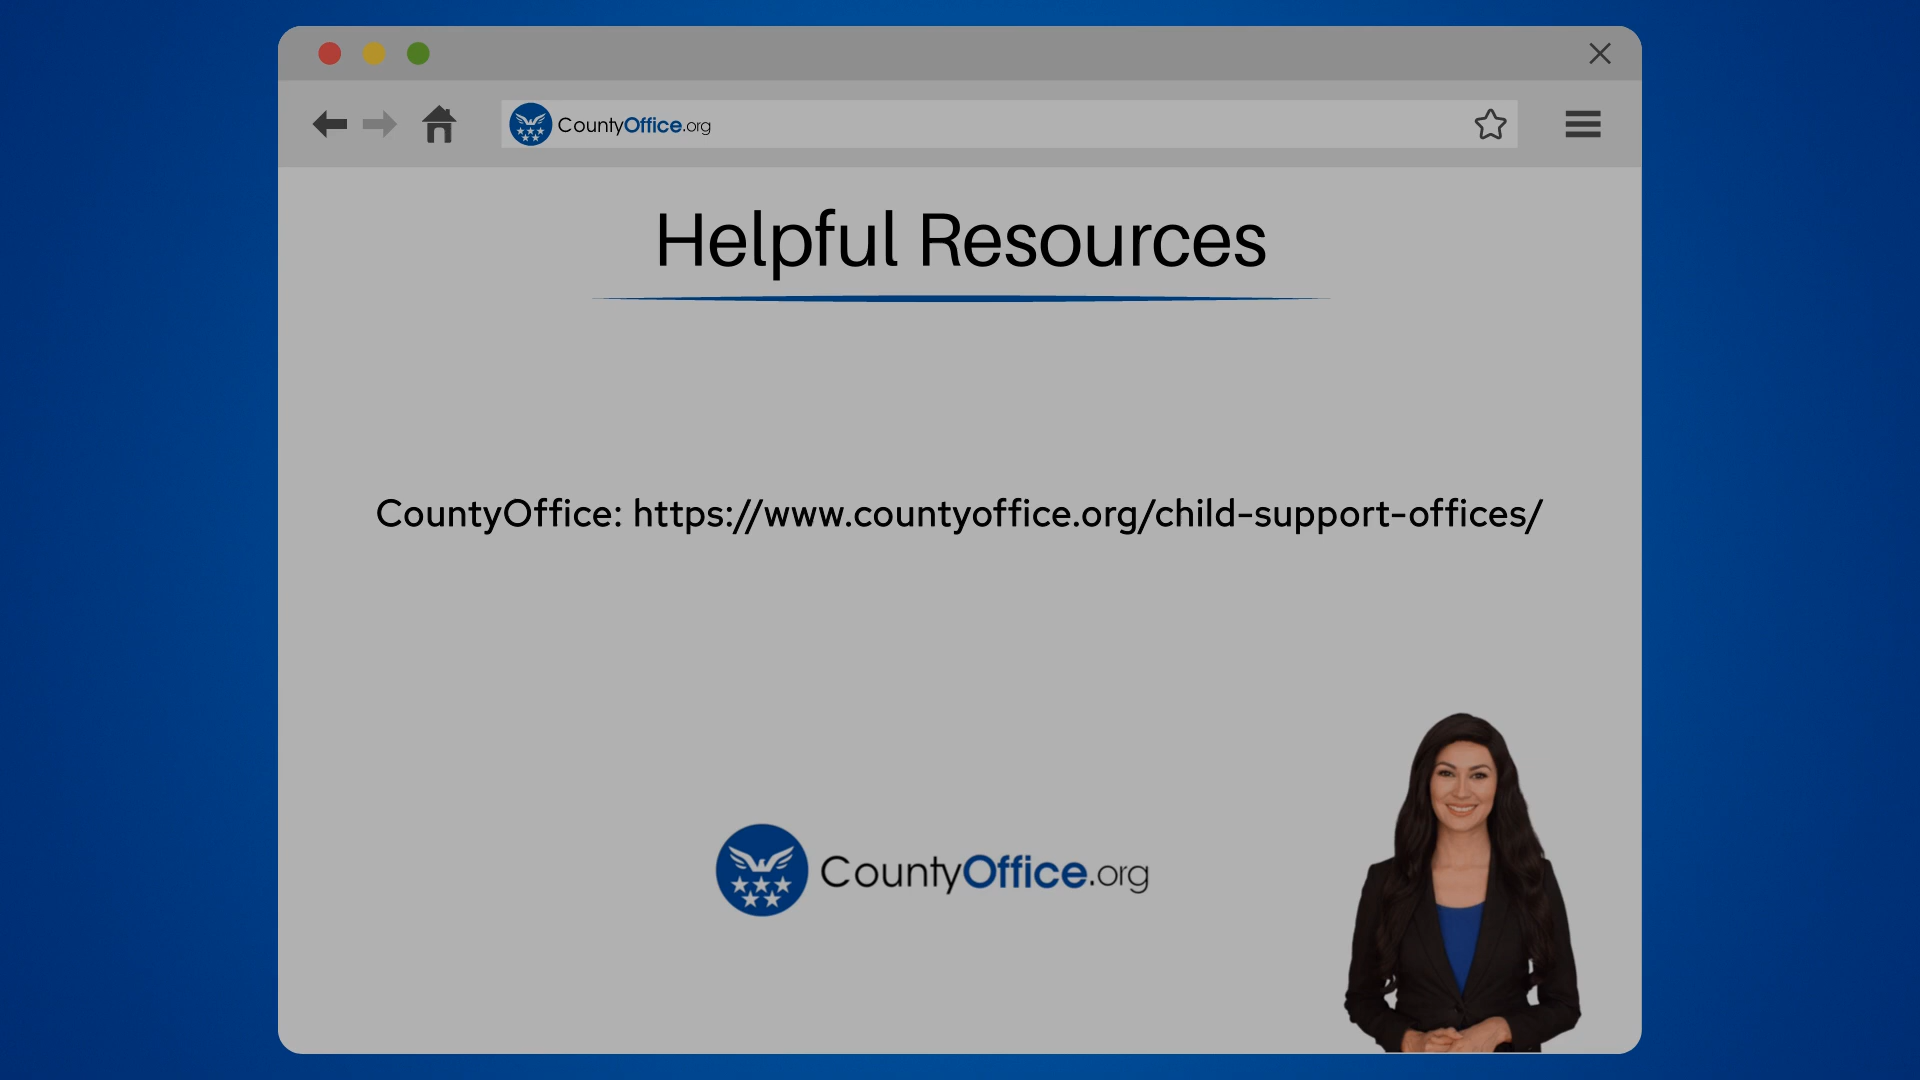 CountyOffice.org
Helpful Resources
CountyOffice: https://www.countyoffice.org/child-support-offices/
CountyOffice.org